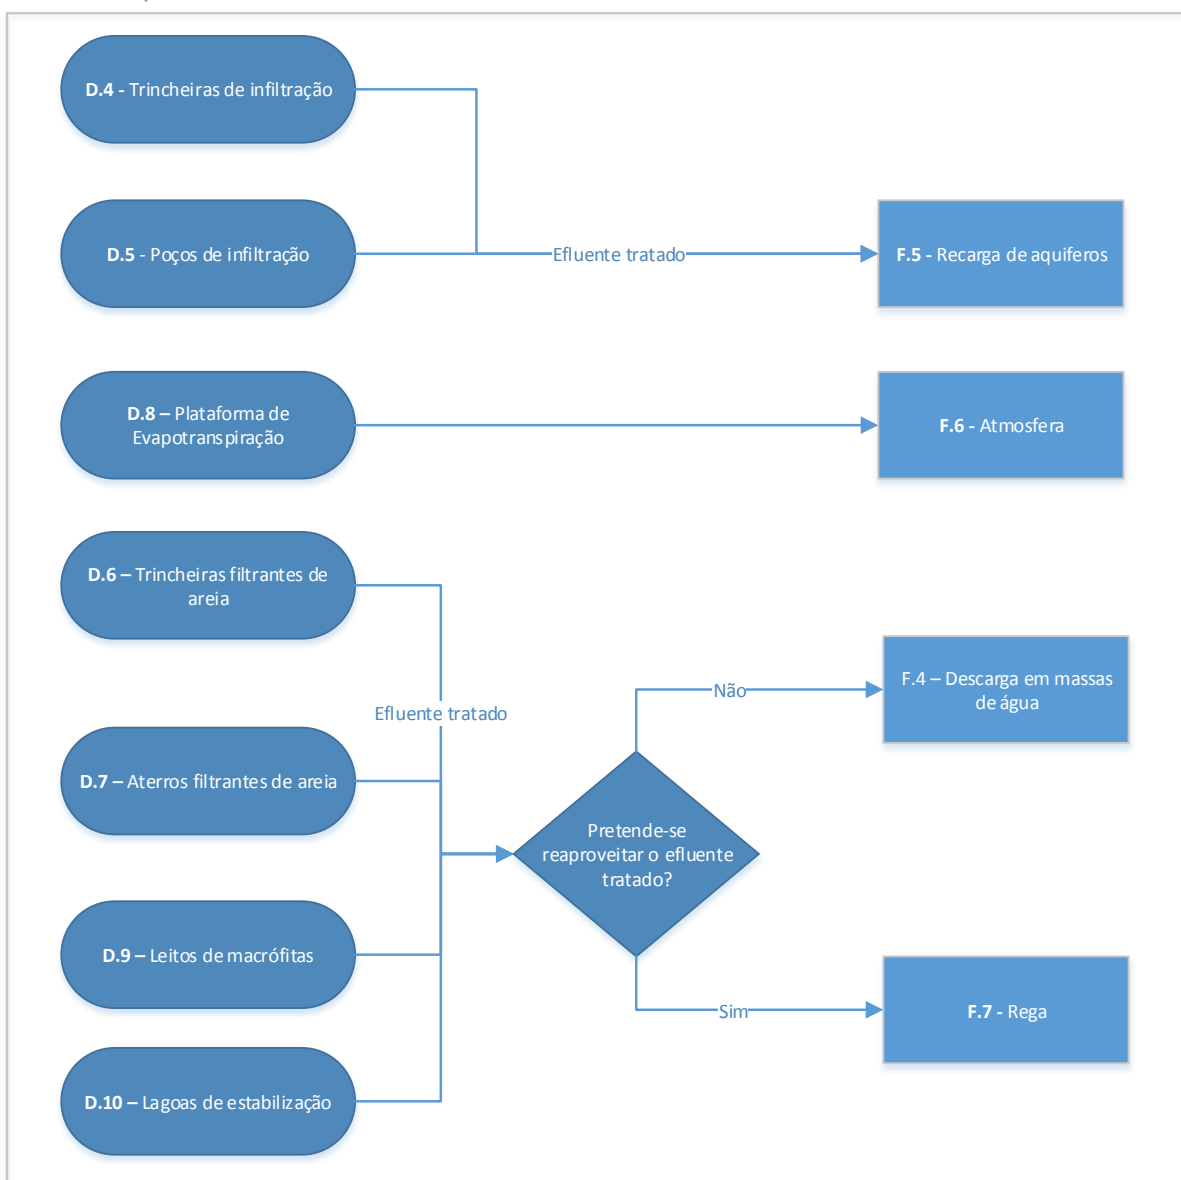 D.4 - Trincheiras de infiltração
D.5 - Poços de infiltração
Efluente tratado
F.5 - Recarga de aquiferos
D.8 – Plataforma de
Evapotranspiração
F.6 - Atmosfera
D.6 – Trincheiras filtrantes de
areia
Efluente tratado
D.7 – Aterros filtrantes de areia
D.9 – Leitos de macrófitas
D.10 – Lagoas de estabilização
Pretende-se
reaproveitar o efluente
tratado?
Não
F.4 – Descarga em massas
de água
Sim
F.7 - Rega